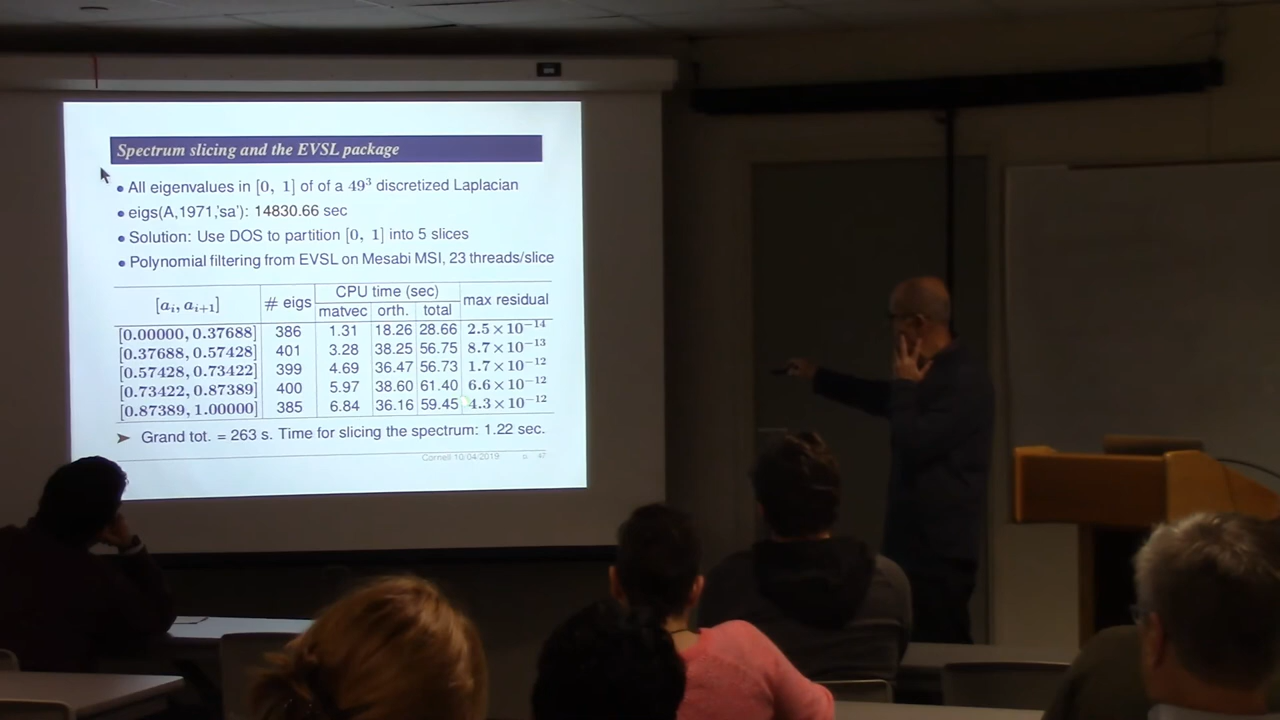 Spectrum slicing and the EVSL package
• All eigenvalues in [0, 1] of of a 49³ discretized Laplacian
• eigs(A,1971,'sa'): 14830.66 sec
• Solution: Use DOS to partition [0, 1] into 5 slices
• Polynomial filtering from EVSL on Mesabi MSI, 23 threads/slice
[aᵢ, aᵢ₊₁] # eigs CPU time (sec) max residual
matvec orth. total
[0.00000, 0.37688] 386 1.31 18.26 28.66 2.5×10⁻¹⁴
[0.37688, 0.57428] 401 3.28 38.25 56.75 8.7×10⁻¹³
[0.57428, 0.73422] 399 4.69 36.47 56.73 1.7×10⁻¹²
[0.73422, 0.87389] 400 5.97 38.60 61.40 6.6×10⁻¹²
[0.87389, 1.00000] 385 6.84 36.16 59.45 4.3×10⁻¹²
➤ Grand tot. = 263 s. Time for slicing the spectrum: 1.22 sec.
Cornell 10/04/2019 p. 47